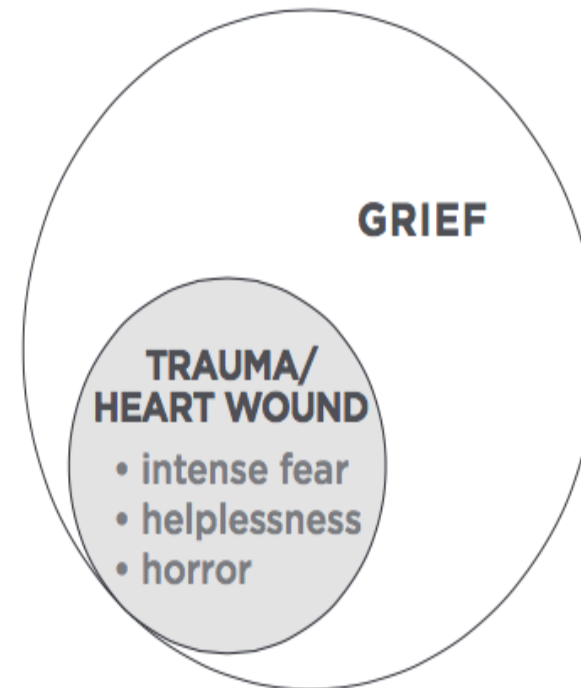 GRIEF
TRAUMA/
HEART WOUND
• intense fear
• helplessness
• horror